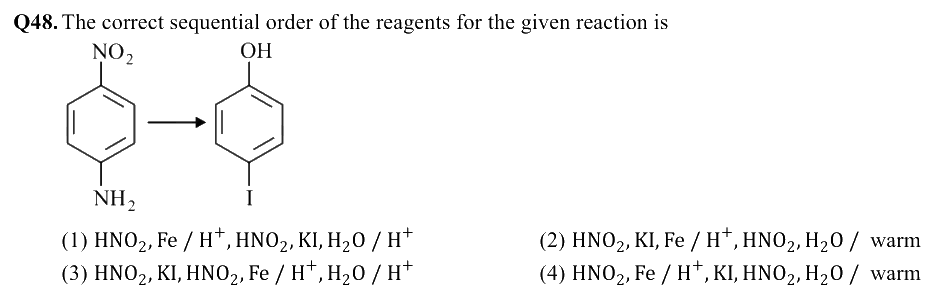 Q48. The correct sequential order of the reagents for the given reaction is
NO₂ OH
NH₂ I
(1) HNO₂, Fe / H⁺, HNO₂, KI, H₂O / H⁺ (2) HNO₂, KI, Fe / H⁺, HNO₂, H₂O / warm
(3) HNO₂, KI, HNO₂, Fe / H⁺, H₂O / H⁺ (4) HNO₂, Fe / H⁺, KI, HNO₂, H₂O / warm